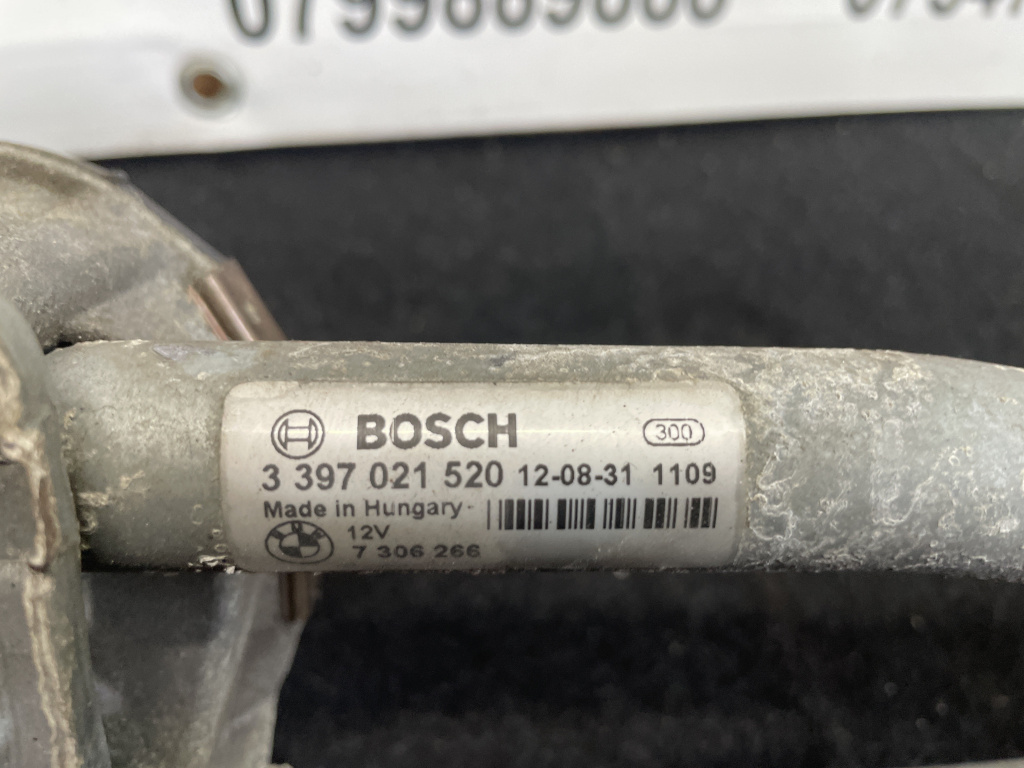 BOSCH 300
3 397 021 520 12-08-31 1109
Made in Hungary
12V
7 306 266